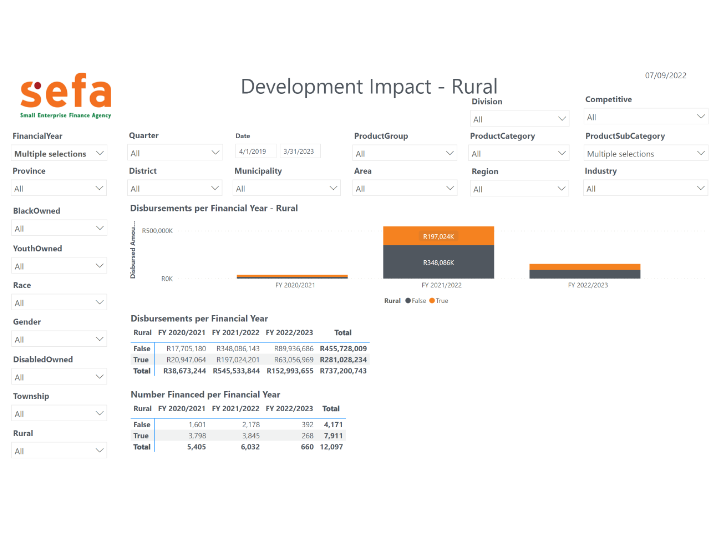 07/09/2022
sefa
Small Enterprise Finance Agency
Development Impact - Rural
Division
All
Competitive
All
FinancialYear
Multiple selections
Quarter
All
Date
4/1/2019 3/31/2023
ProductGroup
All
ProductCategory
All
ProductSubCategory
Multiple selections
Province
All
District
All
Municipality
All
Area
All
Region
All
Industry
All
BlackOwned
All
YouthOwned
All
Race
All
Gender
All
DisabledOwned
All
Township
All
Rural
All
Disbursements per Financial Year - Rural
Disbursed Amou...
R500,000K
R0K
R197,024K
R348,086K
FY 2020/2021 FY 2021/2022 FY 2022/2023
Rural False True
Disbursements per Financial Year
Rural FY 2020/2021 FY 2021/2022 FY 2022/2023 Total
False R17,705,180 R348,086,143 R89,936,686 R455,728,009
True R20,947,064 R197,024,201 R63,056,969 R281,028,234
Total R38,673,244 R545,533,844 R152,993,655 R737,200,743
Number Financed per Financial Year
Rural FY 2020/2021 FY 2021/2022 FY 2022/2023 Total
False 1,601 2,178 392 4,171
True 3,798 3,845 268 7,911
Total 5,405 6,032 660 12,097